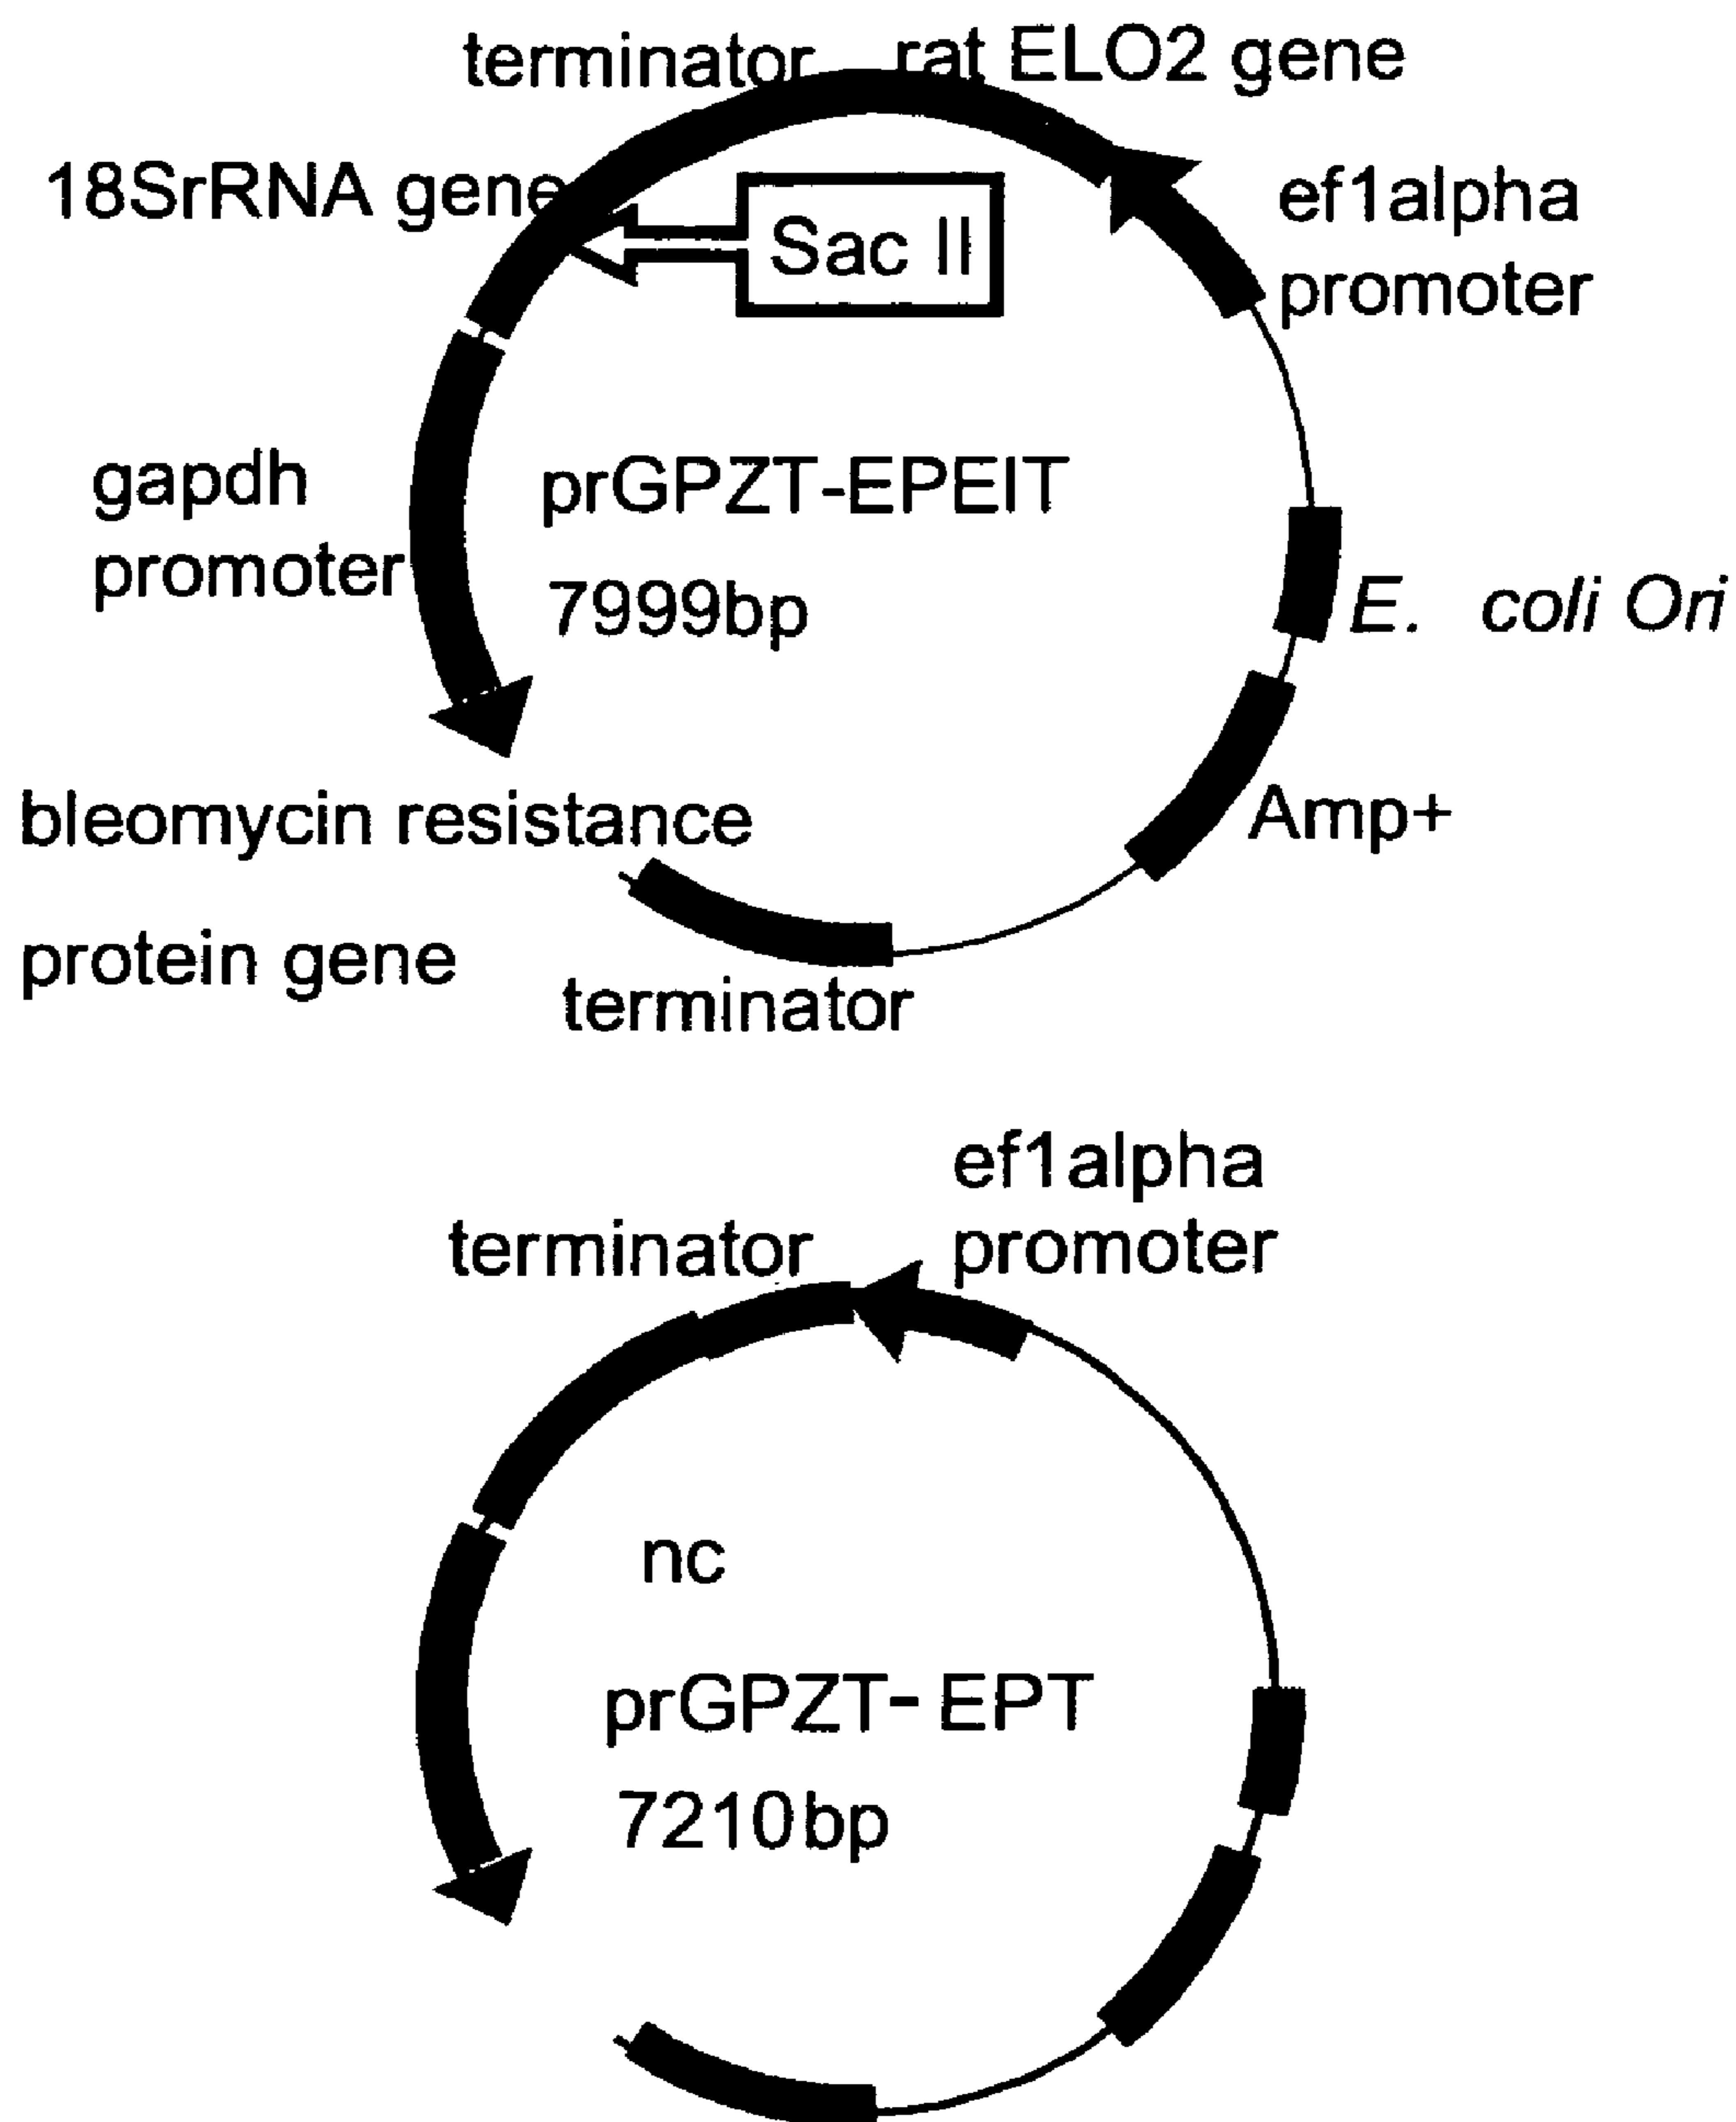 terminator rat ELO2 gene
18SrRNA gene
Sac II
ef1alpha
promoter
gapdh
promoter
prGPZT-EPEIT
7999bp
E. coli Ori
bleomycin resistance
protein gene
Amp+
terminator
ef1alpha
promoter
terminator
nc
prGPZT- EPT
7210bp